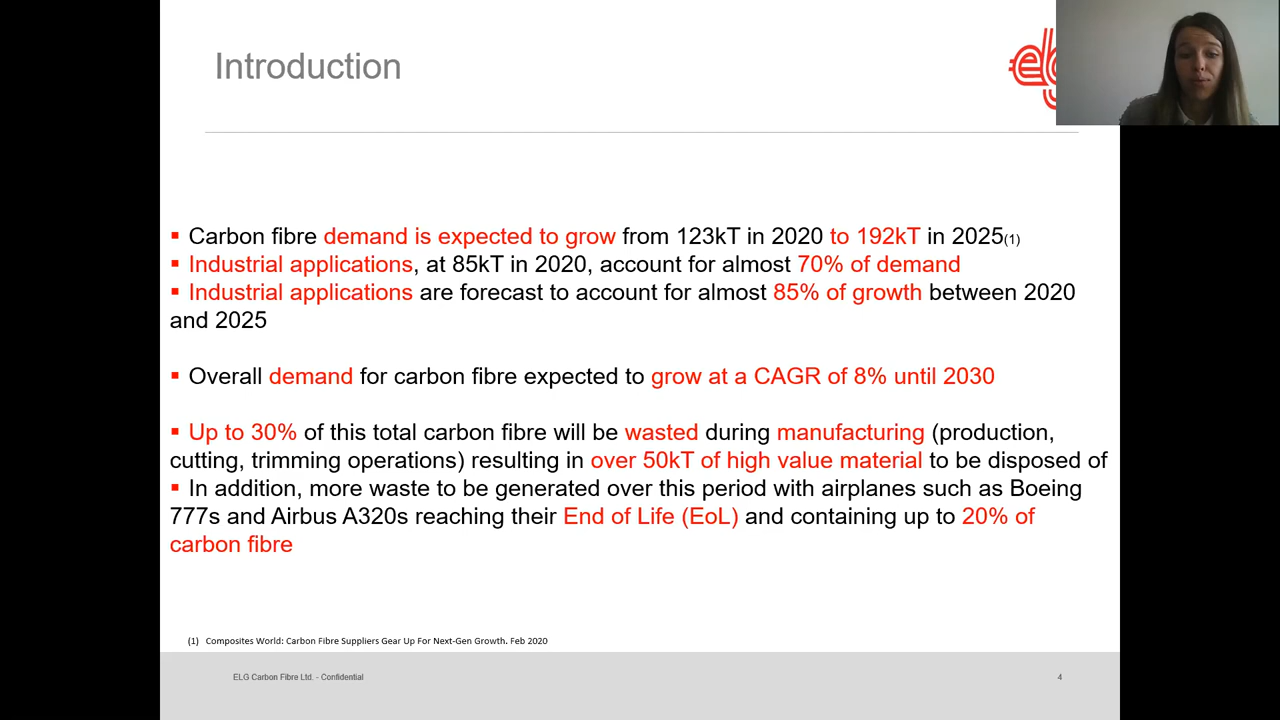 Introduction
elg
▪ Carbon fibre demand is expected to grow from 123kT in 2020 to 192kT in 2025(1)
▪ Industrial applications, at 85kT in 2020, account for almost 70% of demand
▪ Industrial applications are forecast to account for almost 85% of growth between 2020
and 2025
▪ Overall demand for carbon fibre expected to grow at a CAGR of 8% until 2030
▪ Up to 30% of this total carbon fibre will be wasted during manufacturing (production,
cutting, trimming operations) resulting in over 50kT of high value material to be disposed of
▪ In addition, more waste to be generated over this period with airplanes such as Boeing
777s and Airbus A320s reaching their End of Life (EoL) and containing up to 20% of
carbon fibre
(1) Composites World: Carbon Fibre Suppliers Gear Up For Next-Gen Growth. Feb 2020
ELG Carbon Fibre Ltd. - Confidential
4